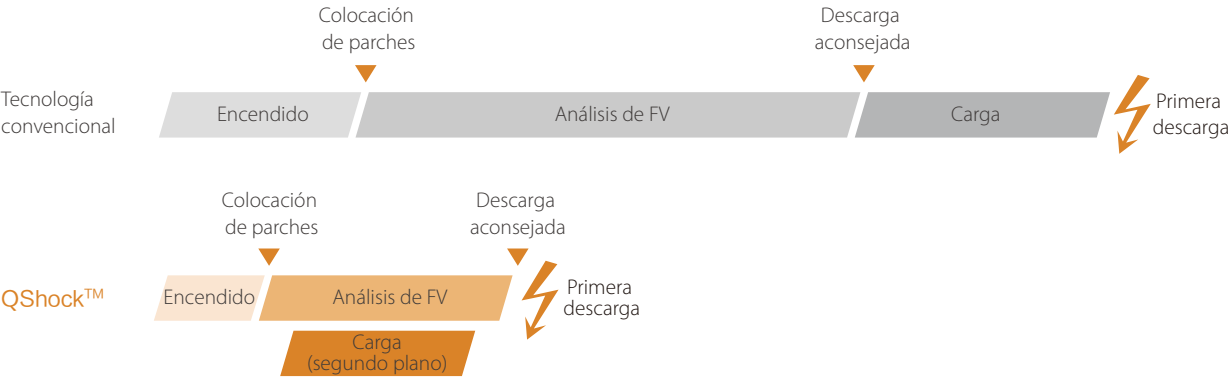 Colocación
de parches
Descarga
aconsejada
Tecnología
convencional
Encendido
Análisis de FV
Carga
Primera
descarga
Colocación
de parches
Descarga
aconsejada
QShock™
Encendido
Análisis de FV
Primera
descarga
Carga
(segundo plano)